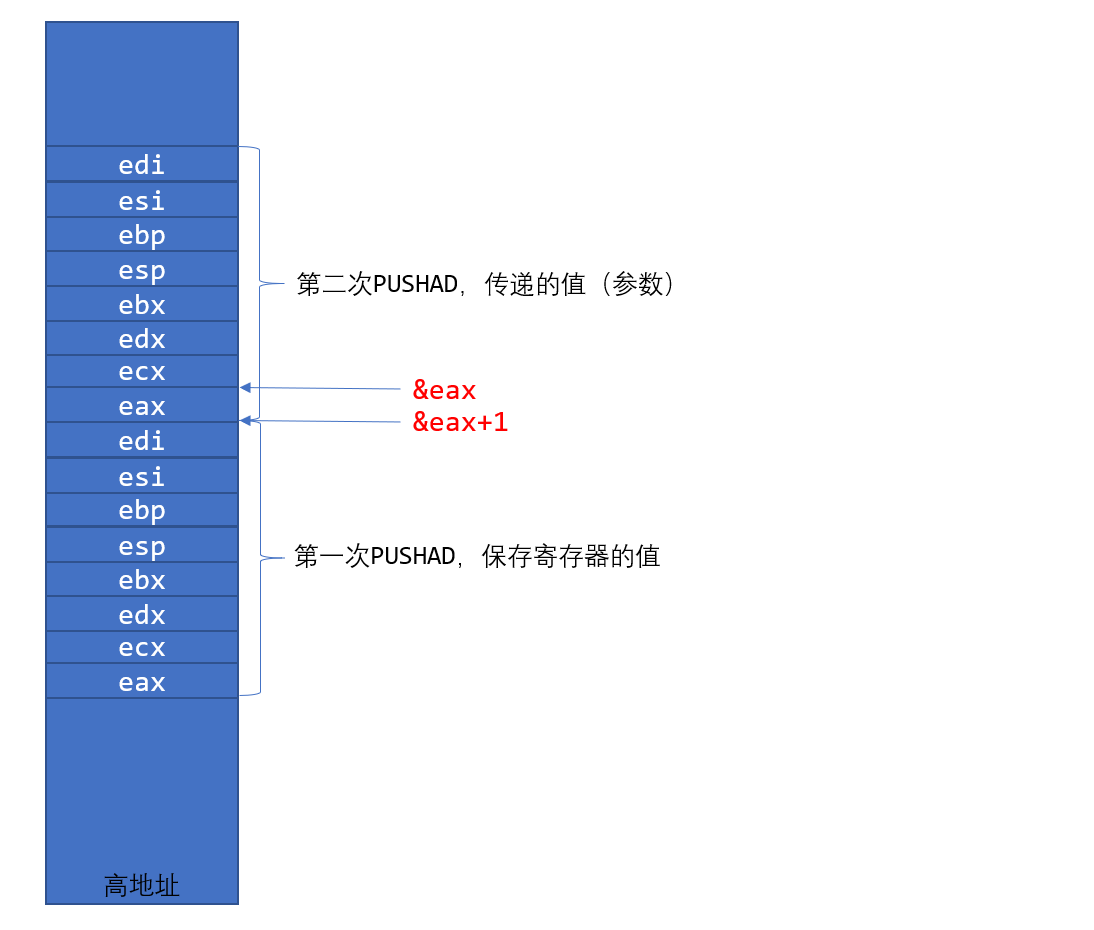 edi
esi
ebp
esp
ebx
edx
ecx
eax
edi
esi
ebp
esp
ebx
edx
ecx
eax
高地址
第二次PUSHAD，传递的值（参数）
&eax
&eax+1
第一次PUSHAD，保存寄存器的值